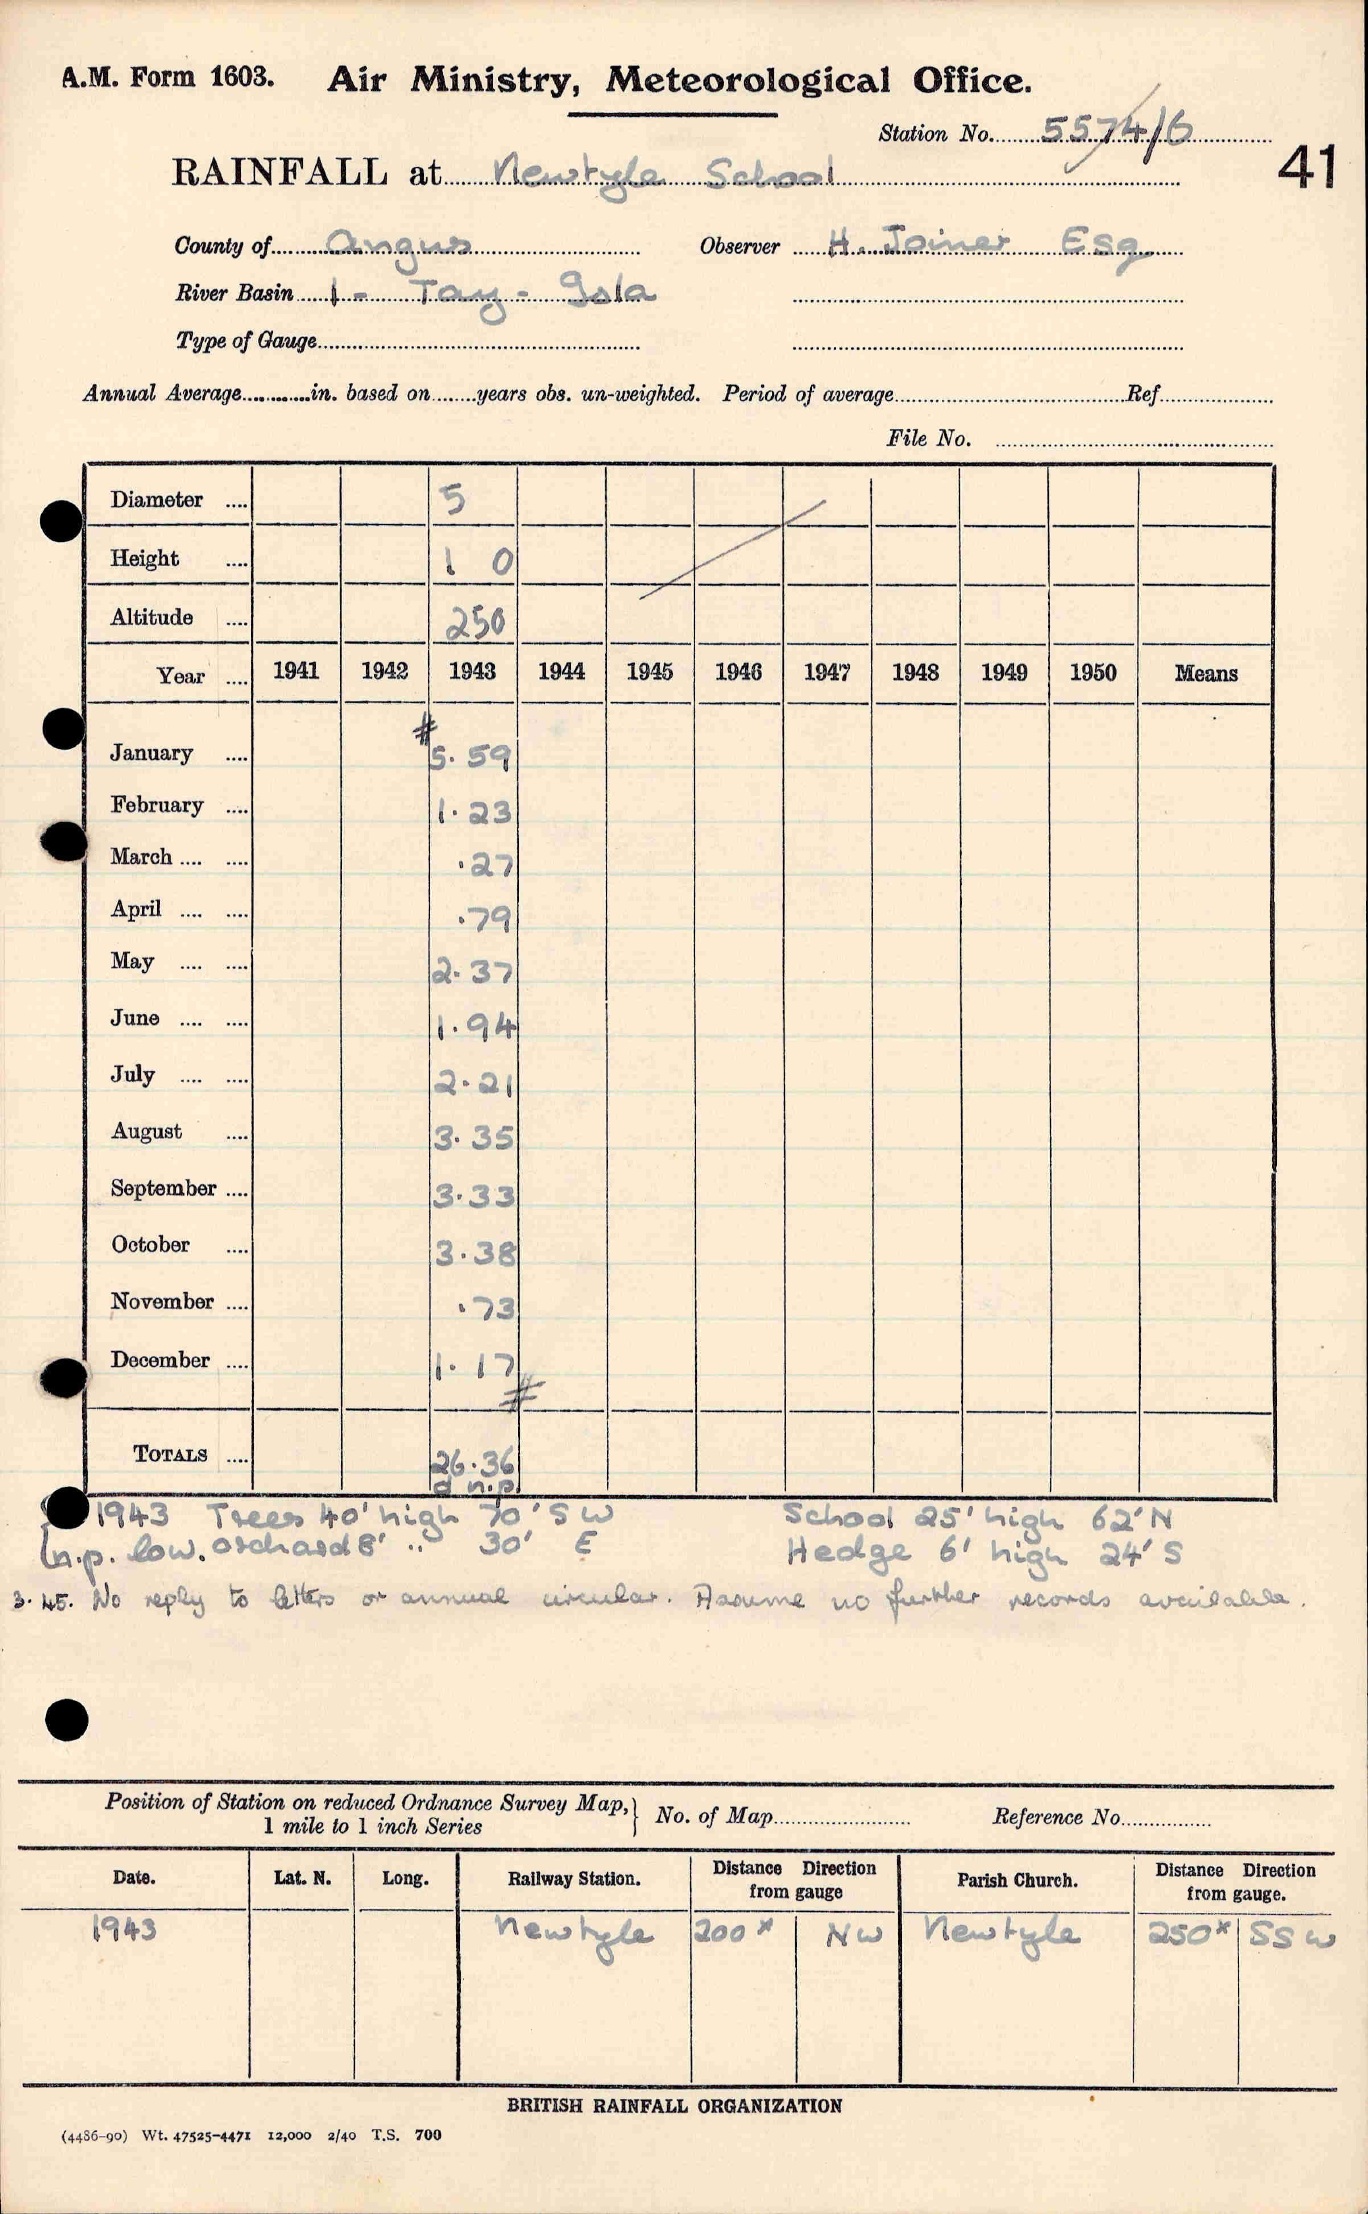 A.M. Form 1603. Air Ministry, Meteorological Office.
Station No. 5574/6
41
RAINFALL at Newtyle School
County of Angus Observer H. Joiner Esq
River Basin 1 - Tay - Isla
Type of Gauge
Annual Average in. based on years obs. un-weighted. Period of average Ref
File No.
Diameter .... 5
Height .... 1 0
Altitude .... 250
Year .... 1941 1942 1943 1944 1945 1946 1947 1948 1949 1950 Means
#
January .... 5.59
February .... 1.23
March .... .... .27
April .... .... .79
May .... .... 2.37
June .... .... 1.94
July .... .... 2.21
August .... 3.35
September .... 3.33
October .... 3.38
November .... .73
December .... 1.17
#
TOTALS .... 26.36
d n.p.
1943 Trees 40' high 70' SW School 25' high 62' N
n.p. low. orchard 8' " 30' E Hedge 6' high 24' S
3.45. No reply to letters or annual circular. Assume no further records available.
Position of Station on reduced Ordnance Survey Map, } No. of Map Reference No
1 mile to 1 inch Series
Date. Lat. N. Long. Railway Station. Distance Direction from gauge Parish Church. Distance Direction from gauge.
1943 Newtyle 200x NW Newtyle 250x SSW
BRITISH RAINFALL ORGANIZATION
(4486-90) Wt. 47525-4471 12,000 2/40 T.S. 700